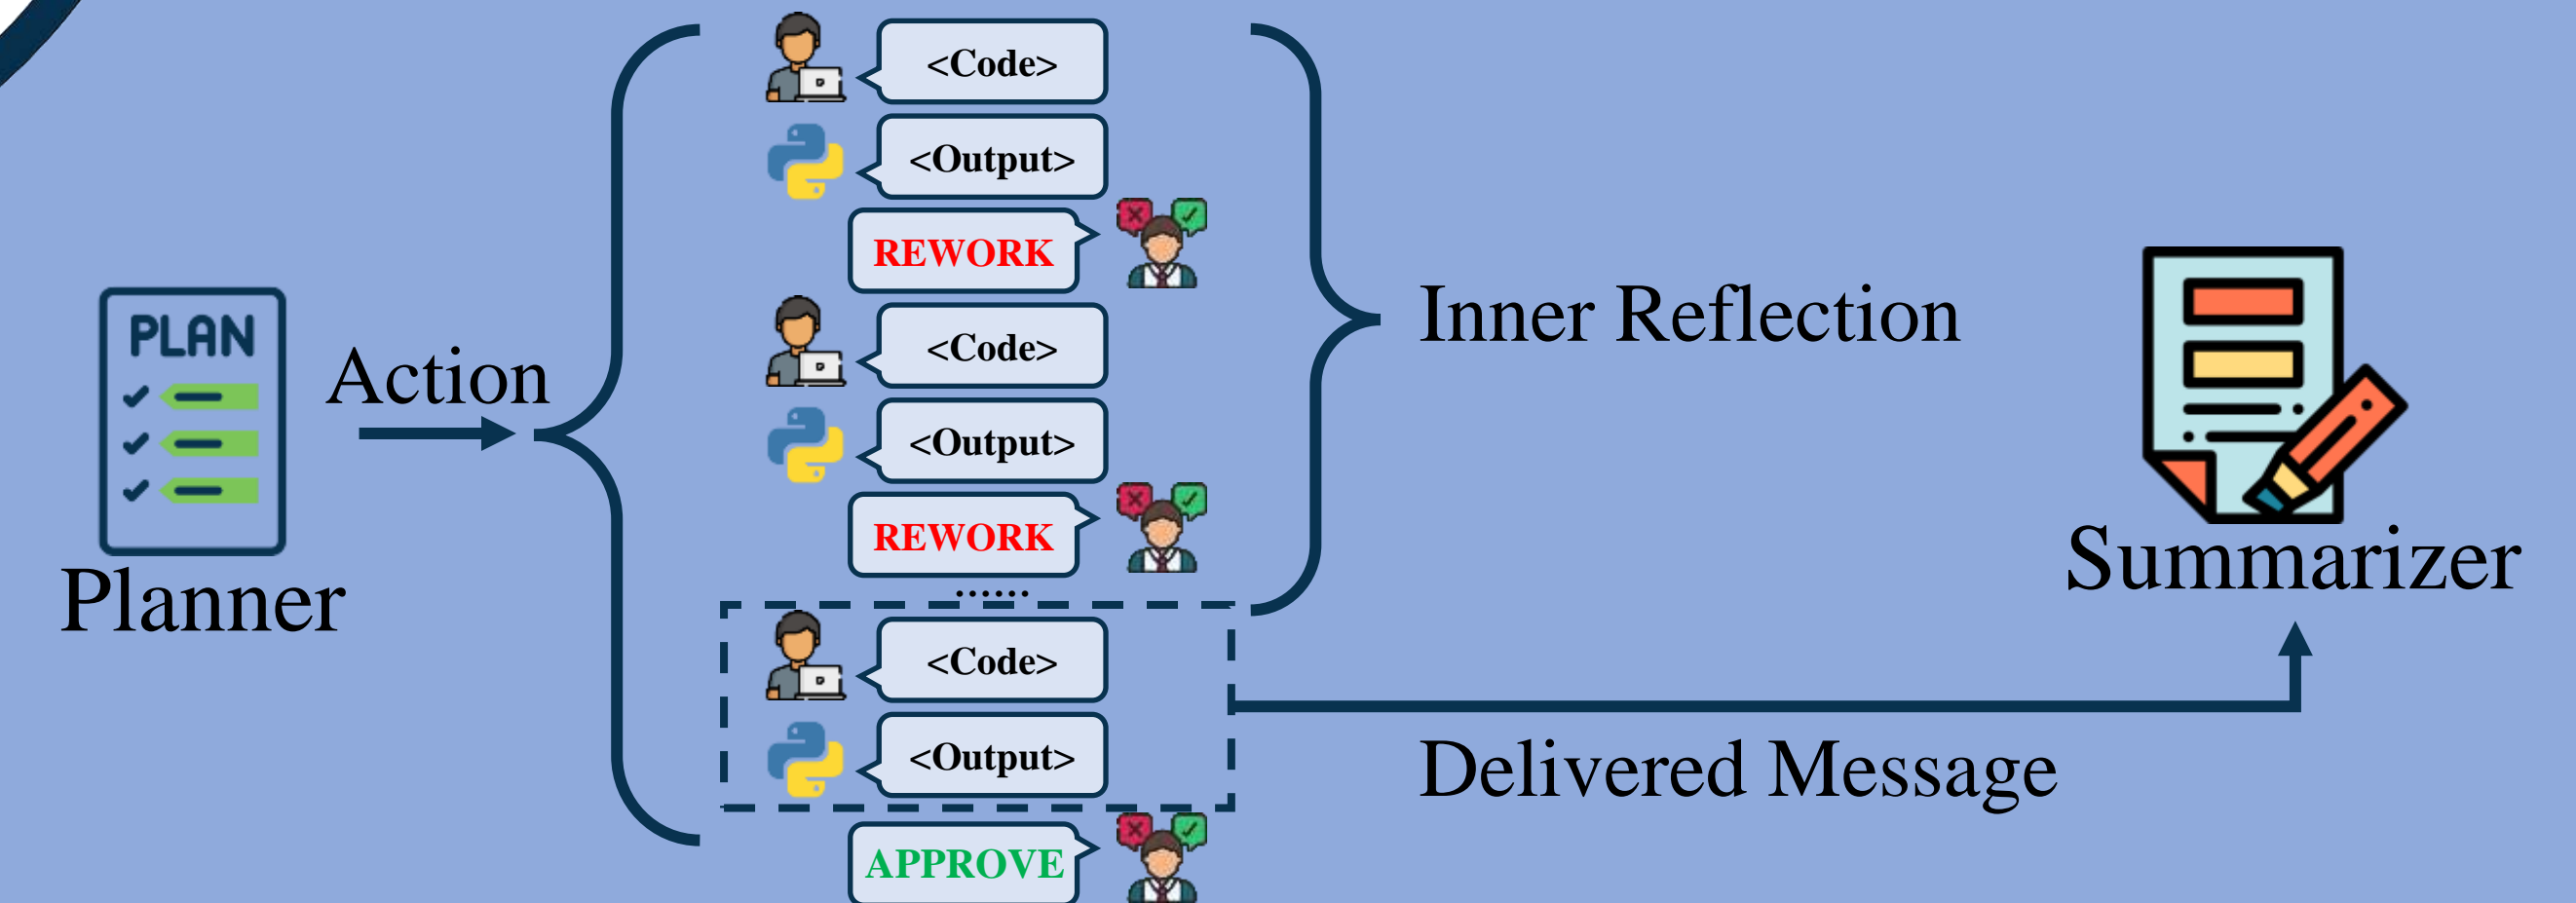 <Code>
<Output>
REWORK
<Code>
<Output>
REWORK
......
<Code>
<Output>
APPROVE
PLAN
Planner
Action
Inner Reflection
Delivered Message
Summarizer